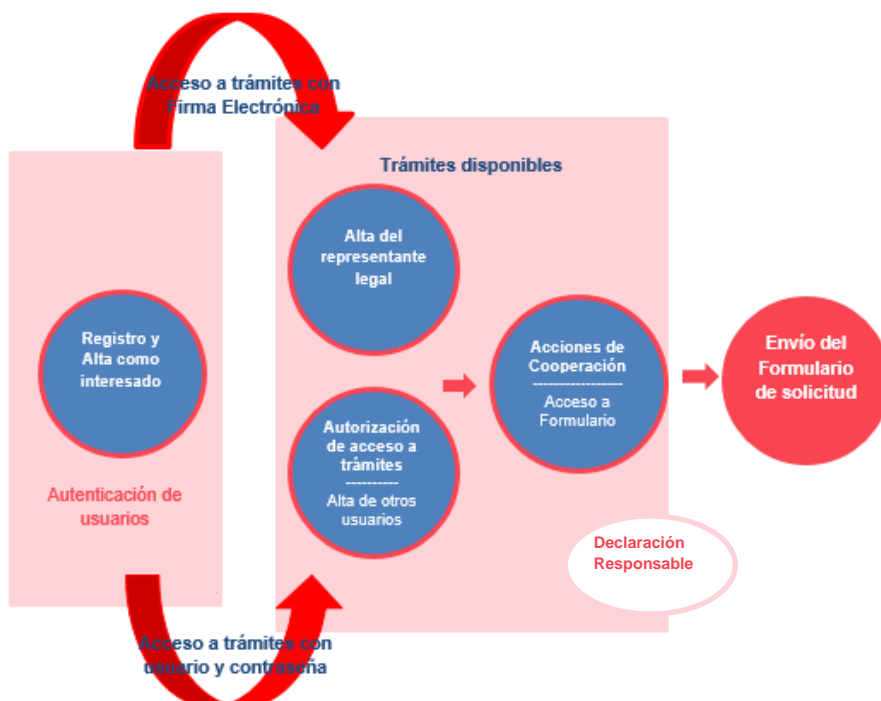 Acceso a trámites con
Firma Electrónica
Trámites disponibles
Alta del
representante
legal
Registro y
Alta como
interesado
Acciones de
Cooperación
-----------------
Acceso a
Formulario
Envío del
Formulario
de solicitud
Autorización
de acceso a
trámites
----------
Alta de otros
usuarios
Autenticación de
usuarios
Declaración
Responsable
Acceso a trámites con
usuario y contraseña